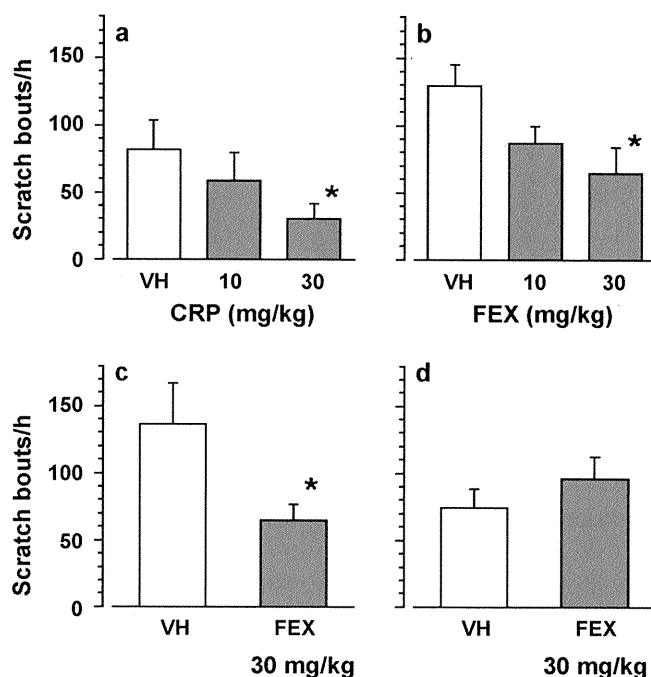 a
b
Scratch bouts/h
150
100
50
0
*
*
VH 10 30
VH 10 30
CRP (mg/kg)
FEX (mg/kg)
c
d
Scratch bouts/h
150
100
50
0
*
VH FEX
VH FEX
30 mg/kg
30 mg/kg